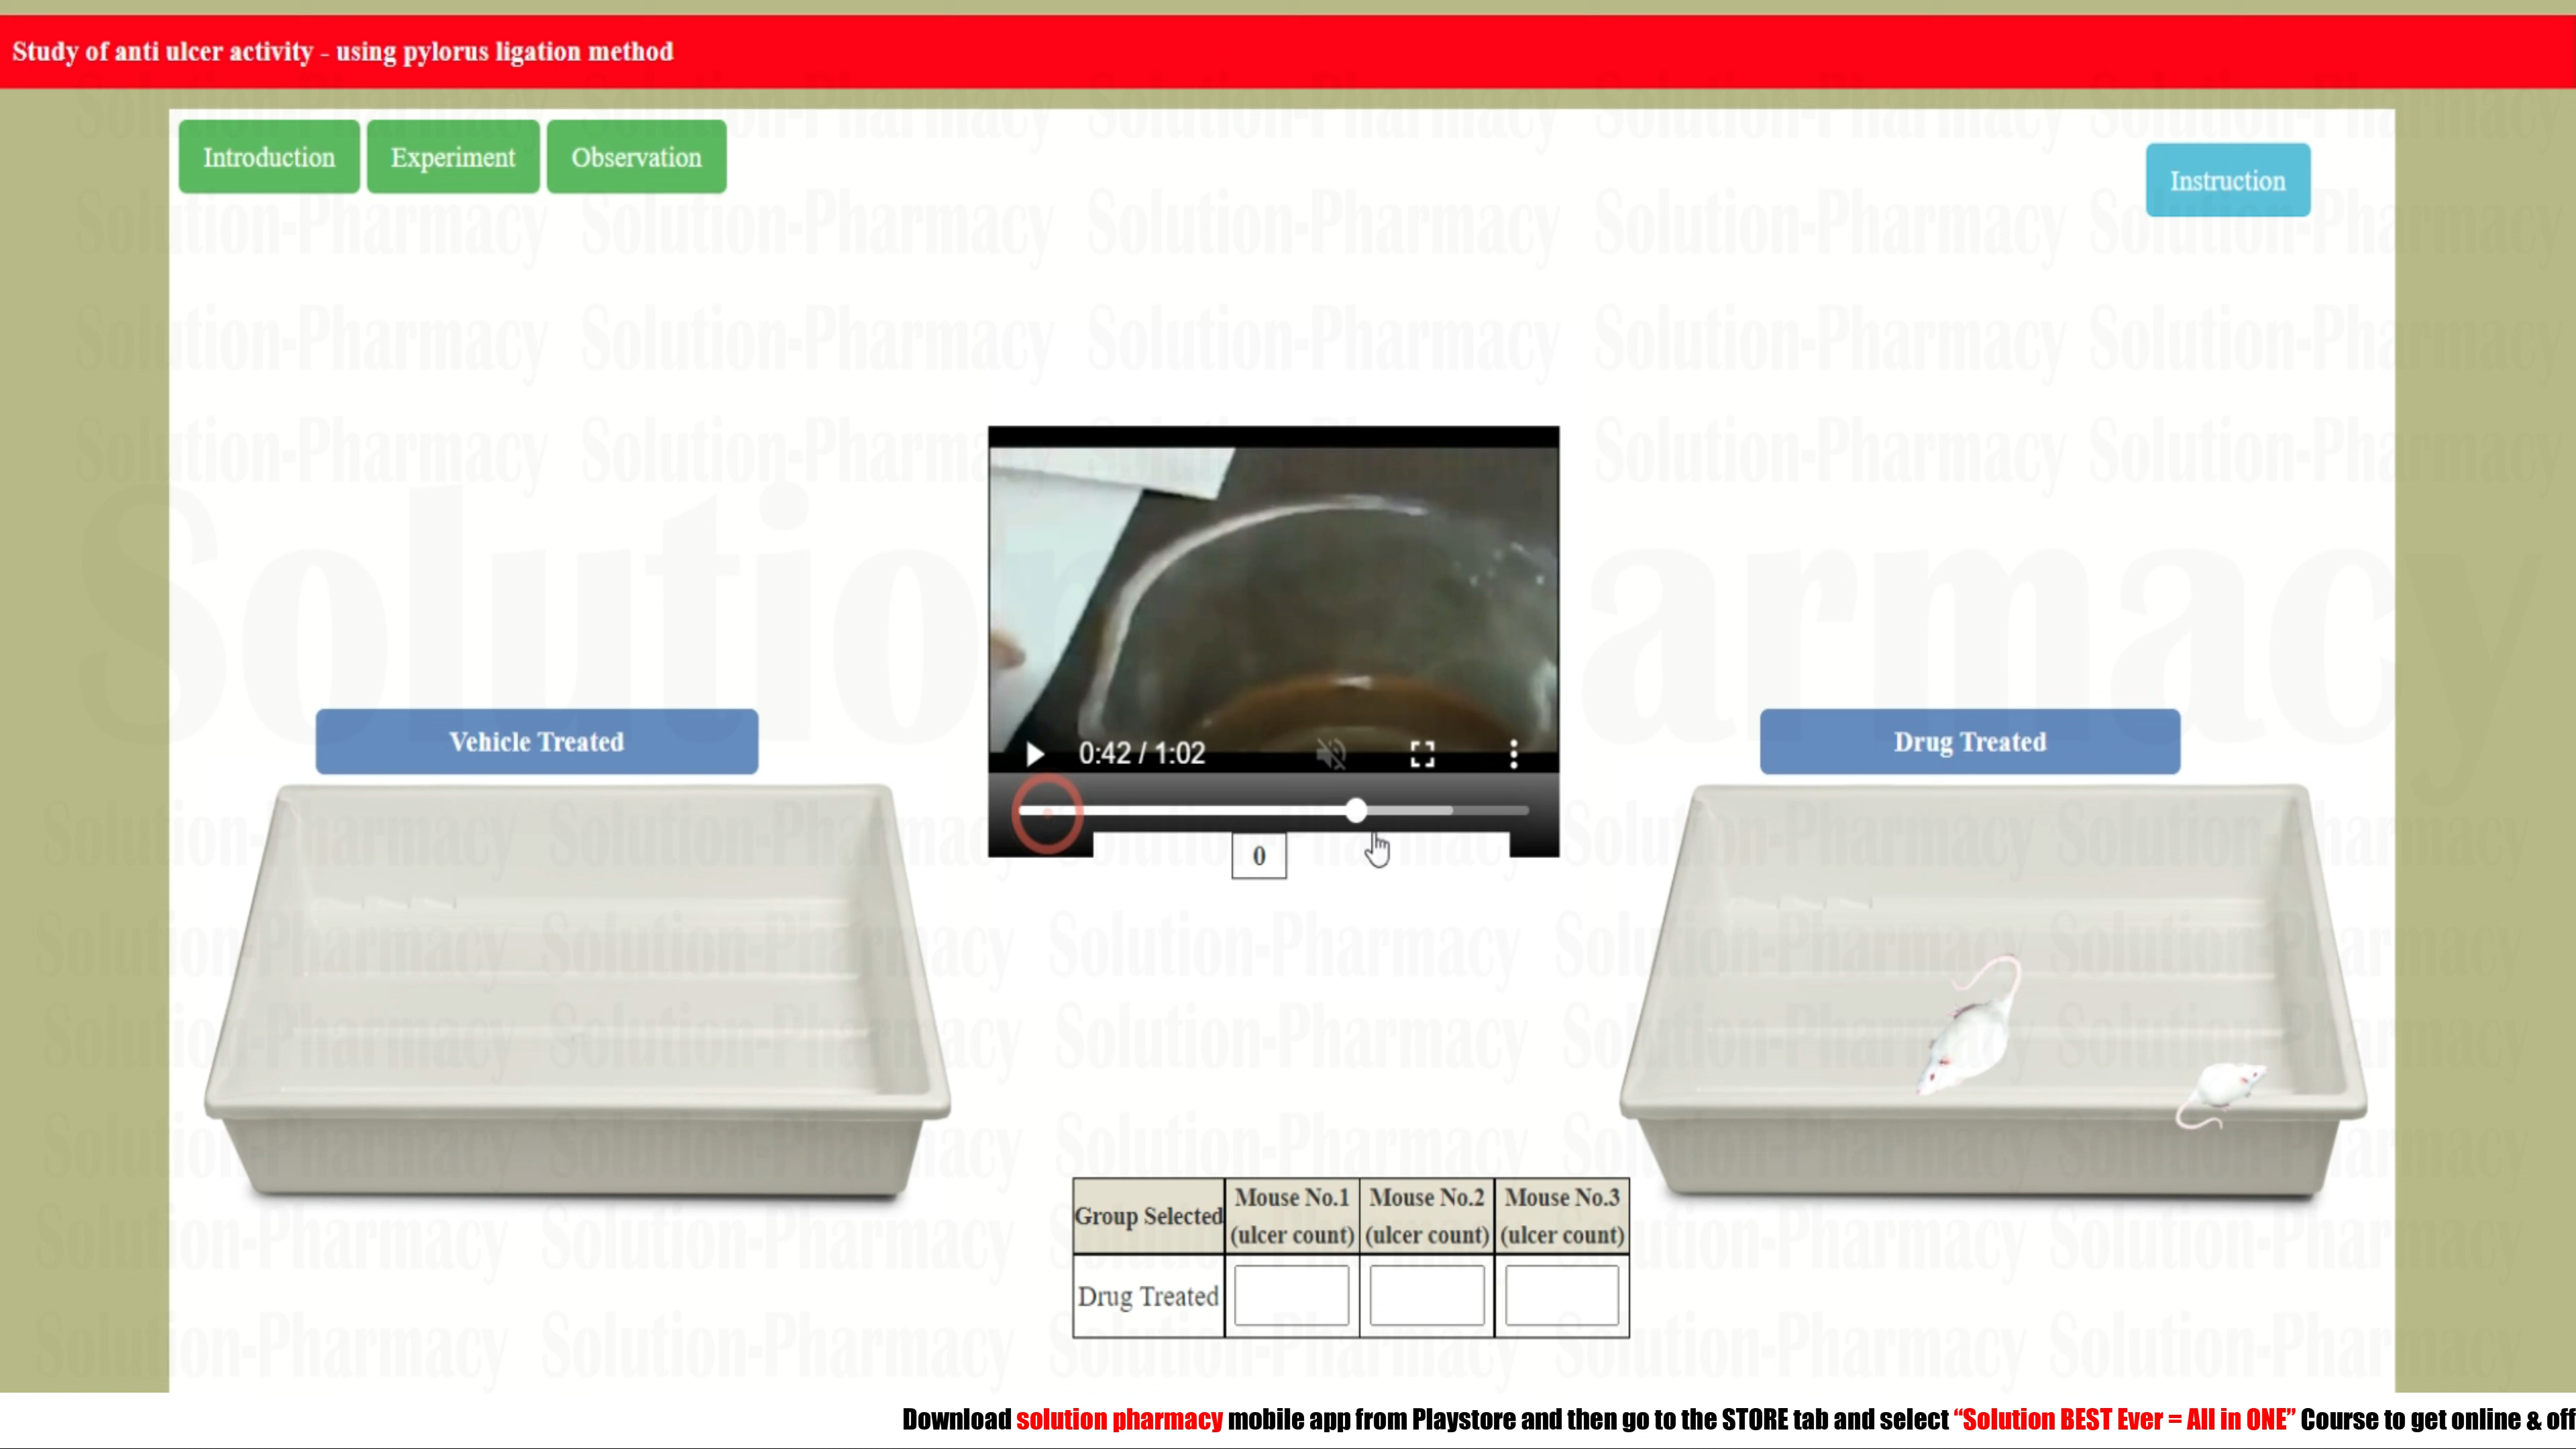 Study of anti ulcer activity - using pylorus ligation method
Introduction
Experiment
Observation
Instruction
Solution-Pharmacy
Vehicle Treated
0:42 / 1:02
Drug Treated
0
Group Selected
Mouse No.1
(ulcer count)
Mouse No.2
(ulcer count)
Mouse No.3
(ulcer count)
Drug Treated
Download solution pharmacy mobile app from Playstore and then go to the STORE tab and select “Solution BEST Ever = All in ONE” Course to get online & off